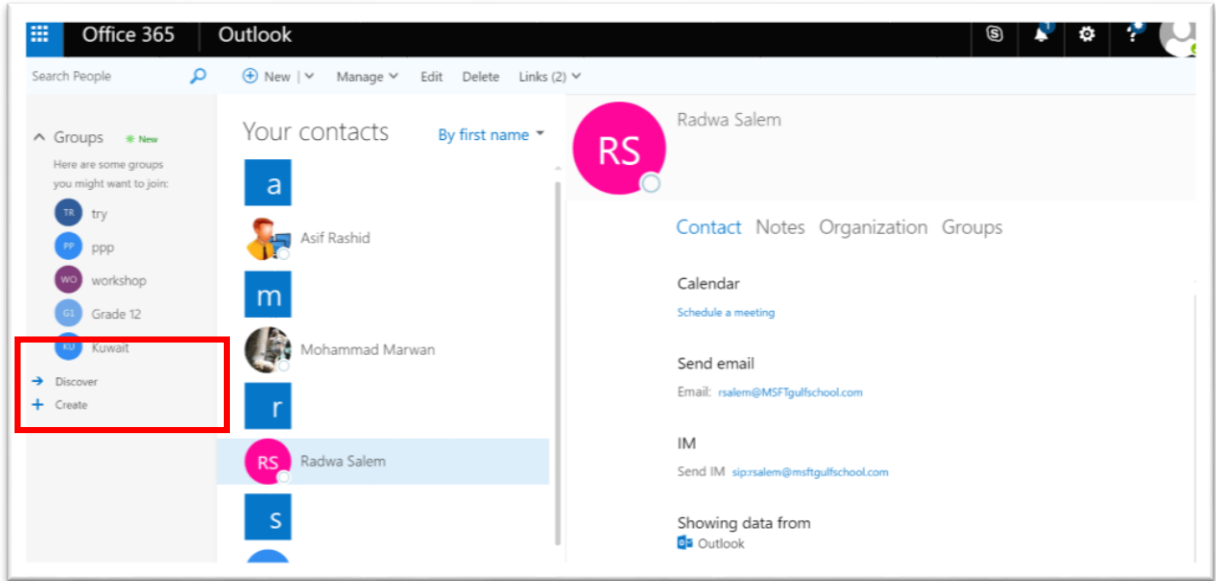 Office 365
Outlook
1
?
Search People
New
Manage
Edit
Delete
Links (2)
Groups
New
Here are some groups
you might want to join:
TR
try
PP
ppp
WO
workshop
G1
Grade 12
KU
Kuwait
Discover
Create
Your contacts
By first name
a
Asif Rashid
m
Mohammad Marwan
r
RS
Radwa Salem
s
RS
Radwa Salem
Contact
Notes
Organization
Groups
Calendar
Schedule a meeting
Send email
Email: rsalem@MSFTgulfschool.com
IM
Send IM sip:rsalem@msftgulfschool.com
Showing data from
Outlook